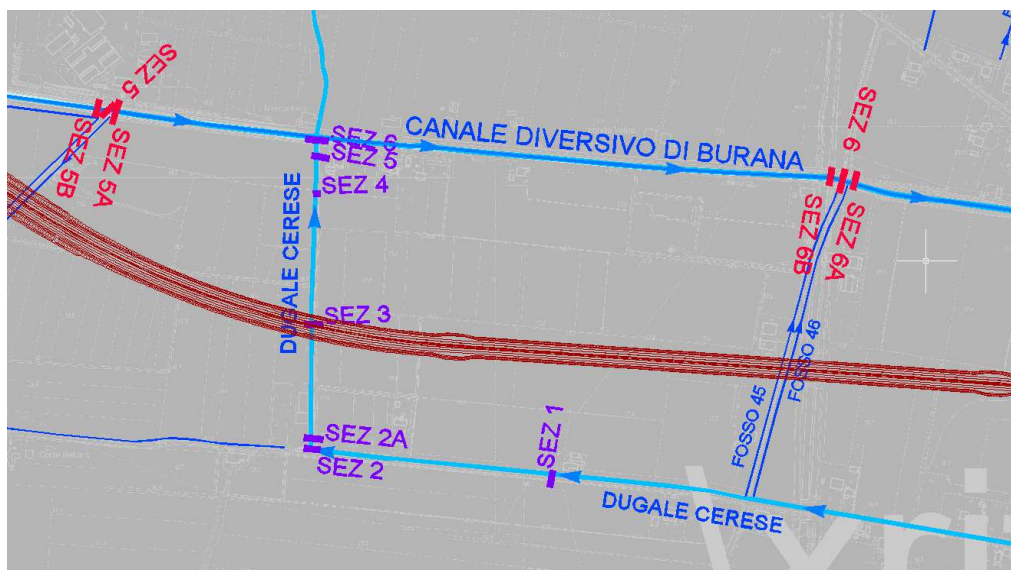 SEZ 5
SEZ 5B
SEZ 5A
SEZ 6
SEZ 5
SEZ 4
CANALE DIVERSIVO DI BURANA
SEZ 6
SEZ 6B
SEZ 6A
DUGALE CERESE
SEZ 3
FOSSO 45
FOSSO 46
SEZ 2A
SEZ 2
SEZ 1
DUGALE CERESE